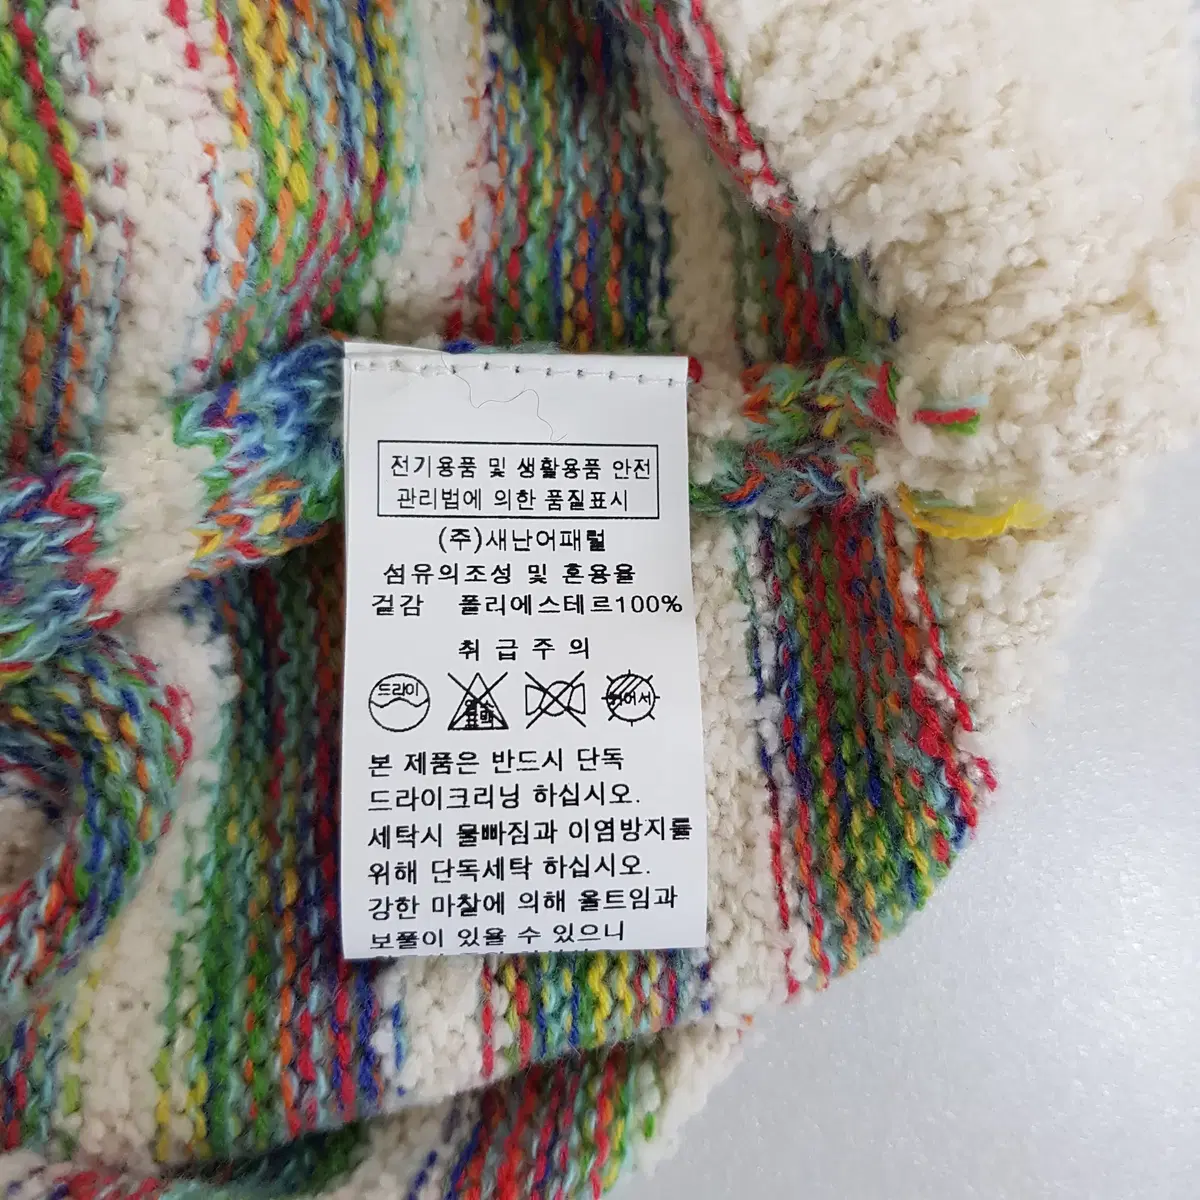 전기용품 및 생활용품 안전
관리법에 의한 품질표시
(주)새난어패럴
섬유의조성 및 혼용율
겉감 폴리에스테르100%
취급주의
드라이
본 제품은 반드시 단독
드라이크리닝 하십시오.
세탁시 물빠짐과 이염방지를
위해 단독세탁 하십시오.
강한 마찰에 의해 올트임과
보풀이 있을 수 있으니